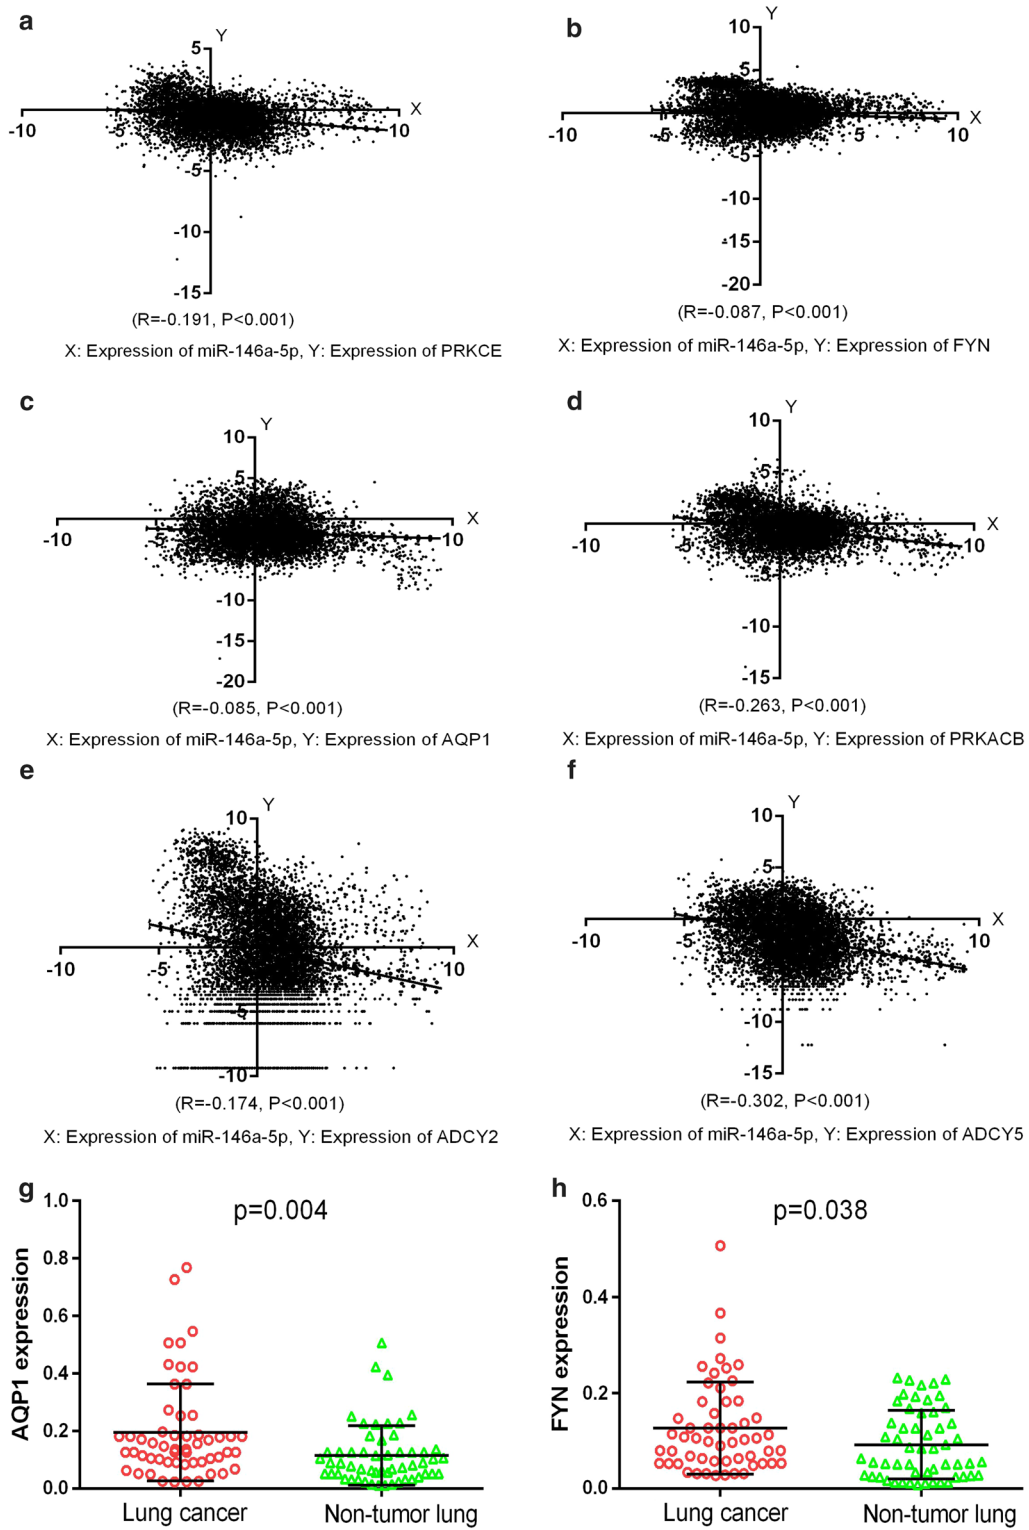 a
Y
5
X
-10
-5
10
-5
-10
-15
(R=-0.191, P<0.001)
X: Expression of miR-146a-5p, Y: Expression of PRKCE
b
Y
10
5
X
-10
-5
5
10
-5
-10
-15
-20
(R=-0.087, P<0.001)
X: Expression of miR-146a-5p, Y: Expression of FYN
c
Y
10
5
X
-10
10
-10
-15
-20
(R=-0.085, P<0.001)
X: Expression of miR-146a-5p, Y: Expression of AQP1
d
Y
10
5
X
-10
-5
10
-5
-10
-15
(R=-0.263, P<0.001)
X: Expression of miR-146a-5p, Y: Expression of PRKACB
e
Y
10
X
-10
-5
10
-5
-10
(R=-0.174, P<0.001)
X: Expression of miR-146a-5p, Y: Expression of ADCY2
f
Y
10
5
X
-10
-5
10
-10
-15
(R=-0.302, P<0.001)
X: Expression of miR-146a-5p, Y: Expression of ADCY5
g
p=0.004
AQP1 expression
1.0
0.8
0.6
0.4
0.2
0.0
Lung cancer
Non-tumor lung
h
p=0.038
FYN expression
0.6
0.4
0.2
0.0
Lung cancer
Non-tumor lung